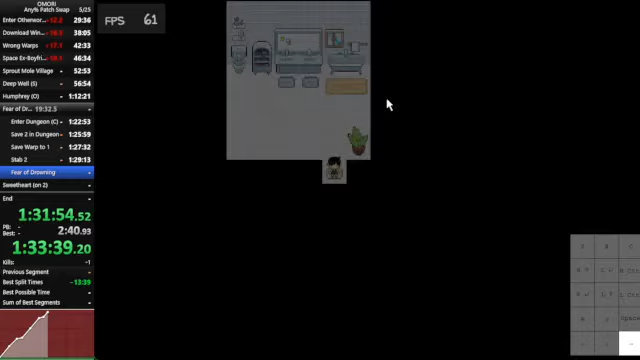 OMORI
Any% Patch Swap 5/25
Enter Otherwor... -12.2 29:36
Download Win... 38:05
Wrong Warps 42:33
Space Ex-Boyfri... 46:34
Sprout Mole Village - 52:53
Deep Well (S) - 56:54
Humphrey (O) - 1:12:21
Fear of Dr... 19:32.5 -
Enter Dungeon (C) - 1:22:53
Save 2 in Dungeon - 1:25:59
Save Warp to 1 - 1:27:32
Stab 2 - 1:29:13
Fear of Drowning -
Sweetheart (on 2) -
End -
1:31:54.52
PB: -
Best: - 2:40.93
1:33:39.20
Kills: -1
Previous Segment -
Best Split Times -13:39
Best Possible Time -
Sum of Best Segments -
FPS 61
Space